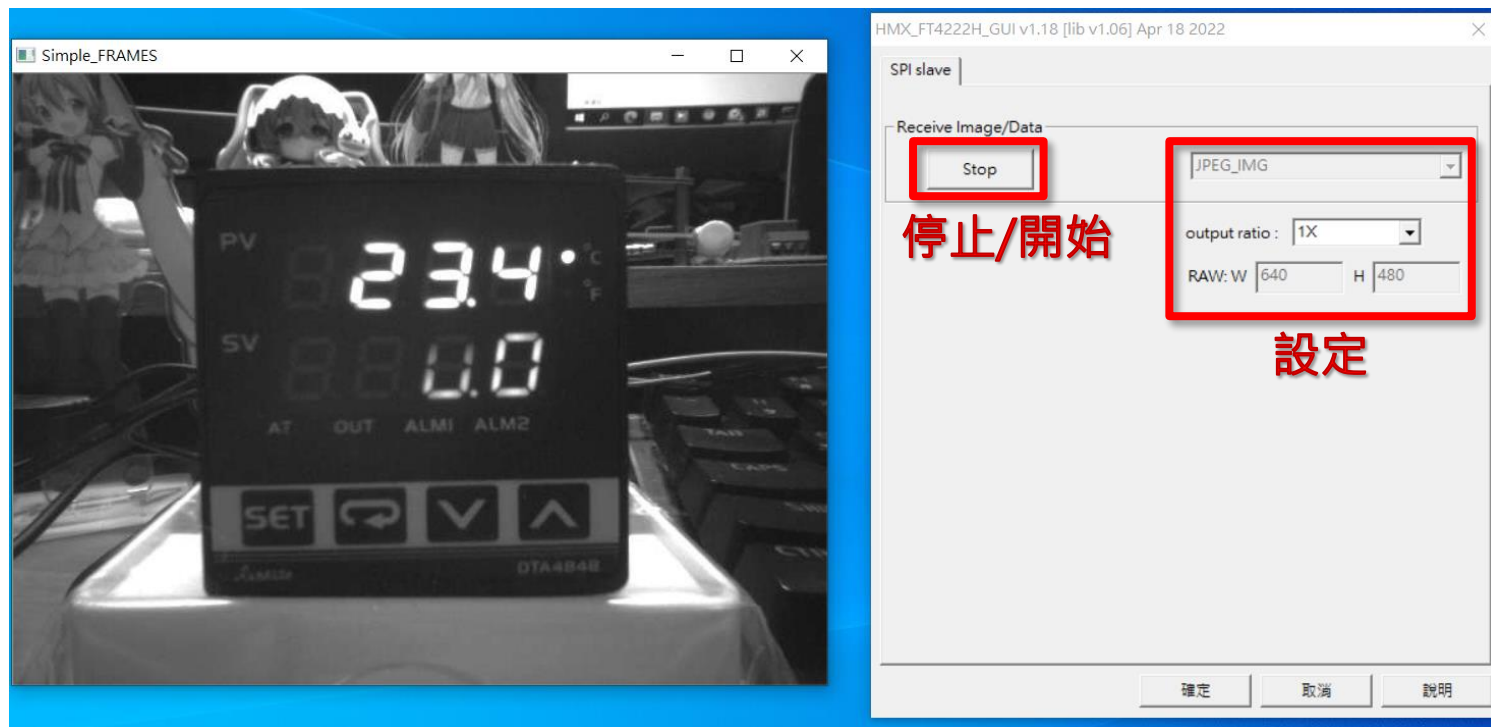 Simple_FRAMES
PV
23.4
°C
°F
SV
0.0
AT OUT ALM1 ALM2
SET
DTA4848
TAB
CAPS
HMX_FT4222H_GUI v1.18 [lib v1.06] Apr 18 2022
SPI slave
Receive Image/Data
Stop
JPEG_IMG
停止/開始
output ratio : 1X
RAW: W 640 H 480
設定
確定 取消 說明